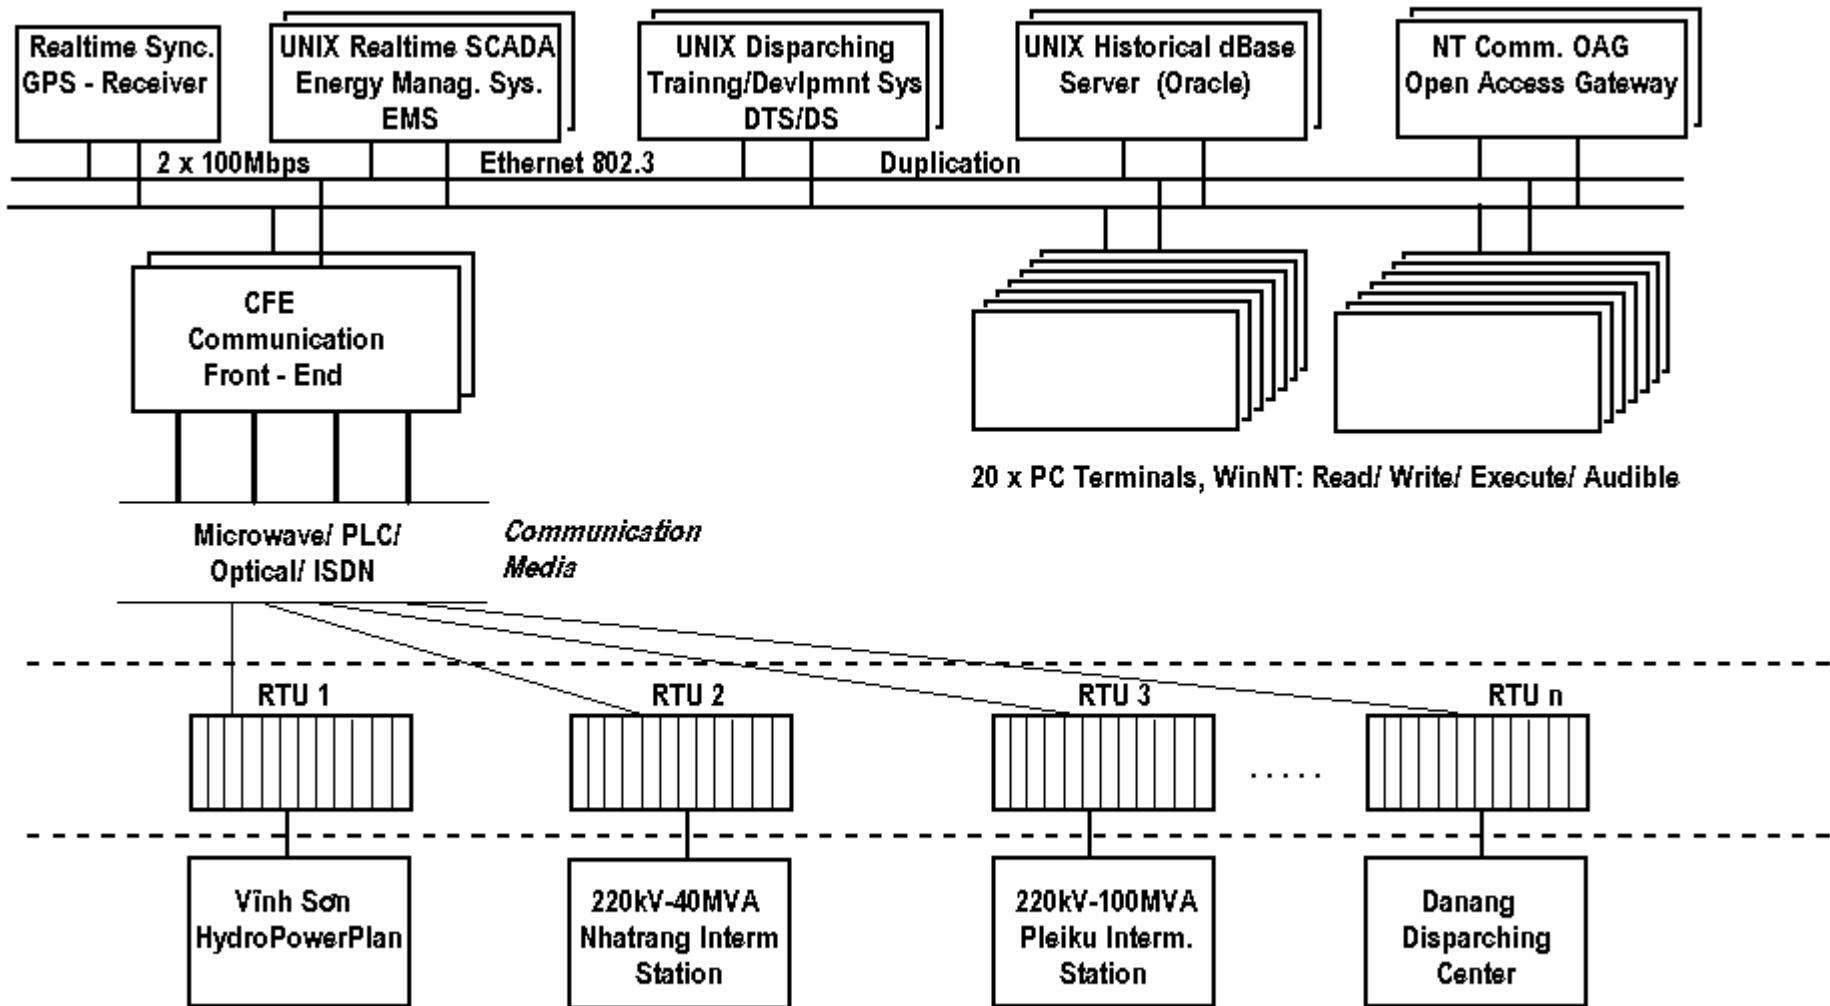 Realtime Sync.
GPS - Receiver
UNIX Realtime SCADA
Energy Manag. Sys.
EMS
UNIX Disparching
Trainng/Devlpmnt Sys
DTS/DS
UNIX Historical dBase
Server (Oracle)
NT Comm. OAG
Open Access Gateway
2 x 100Mbps
Ethernet 802.3
Duplication
CFE
Communication
Front - End
20 x PC Terminals, WinNT: Read/ Write/ Execute/ Audible
Microwave/ PLC/
Optical/ ISDN
Communication
Media
RTU 1
RTU 2
RTU 3
RTU n
.....
Vĩnh Sơn
HydroPowerPlan
220kV-40MVA
Nhatrang Interm
Station
220kV-100MVA
Pleiku Interm.
Station
Danang
Disparching
Center